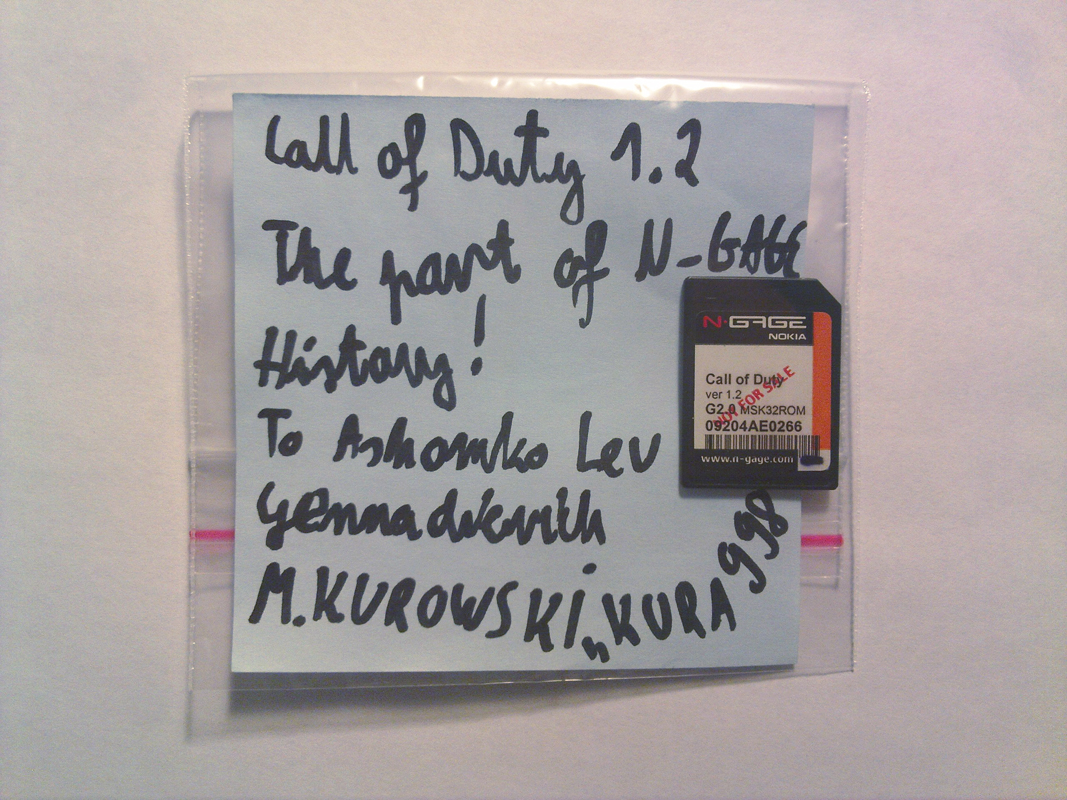 Call of Duty 1.2
The part of N-GAGE
History!
To Ashomko Lev
Gennadievich
M.KUROWSKI „KURA998
N·GAGE
NOKIA
Call of Duty
ver 1.2
NOT FOR SALE
G2.0 MSK32ROM
09204AE0266
www.n-gage.com